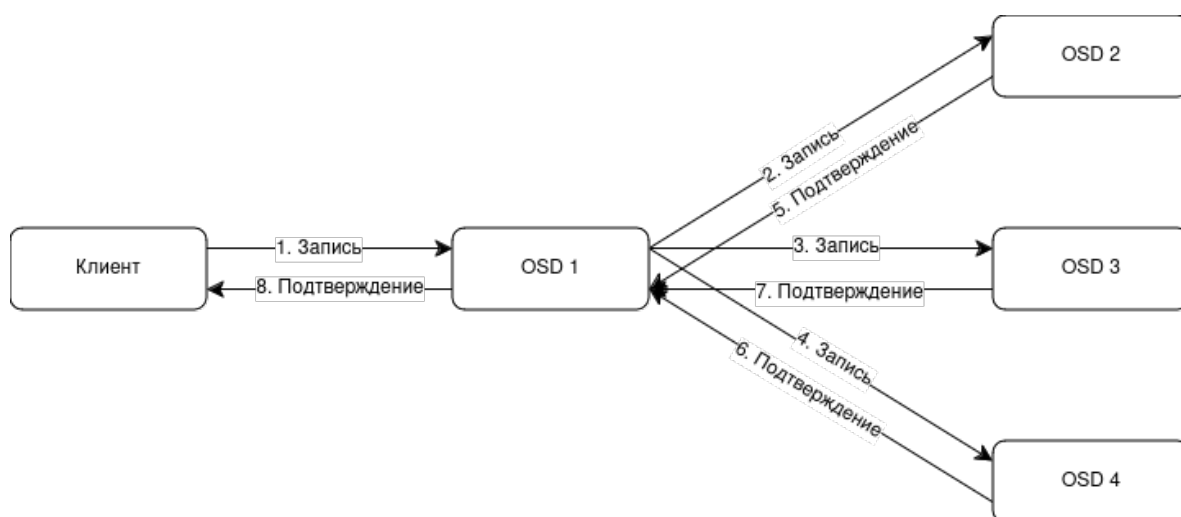 OSD 2
2. Запись
5. Подтверждение
Клиент
1. Запись
8. Подтверждение
OSD 1
3. Запись
7. Подтверждение
OSD 3
4. Запись
6. Подтверждение
OSD 4